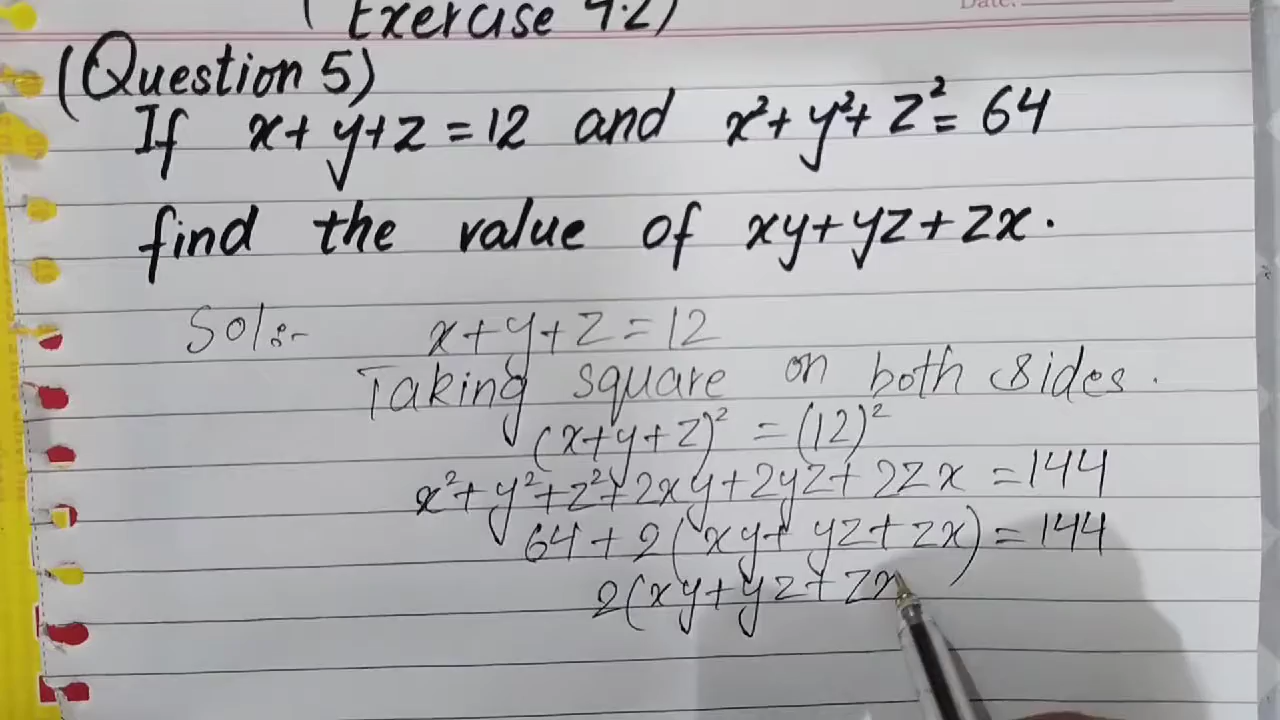 (Exercise 4.2)
Date:
(Question 5)
If x+y+z=12 and x²+y²+z²=64
find the value of xy+yz+zx.
Sol:-
x+y+z=12
Taking square on both sides.
(x+y+z)²=(12)²
x²+y²+z²+2xy+2yz+2zx=144
64+2(xy+yz+zx)=144
2(xy+yz+zx